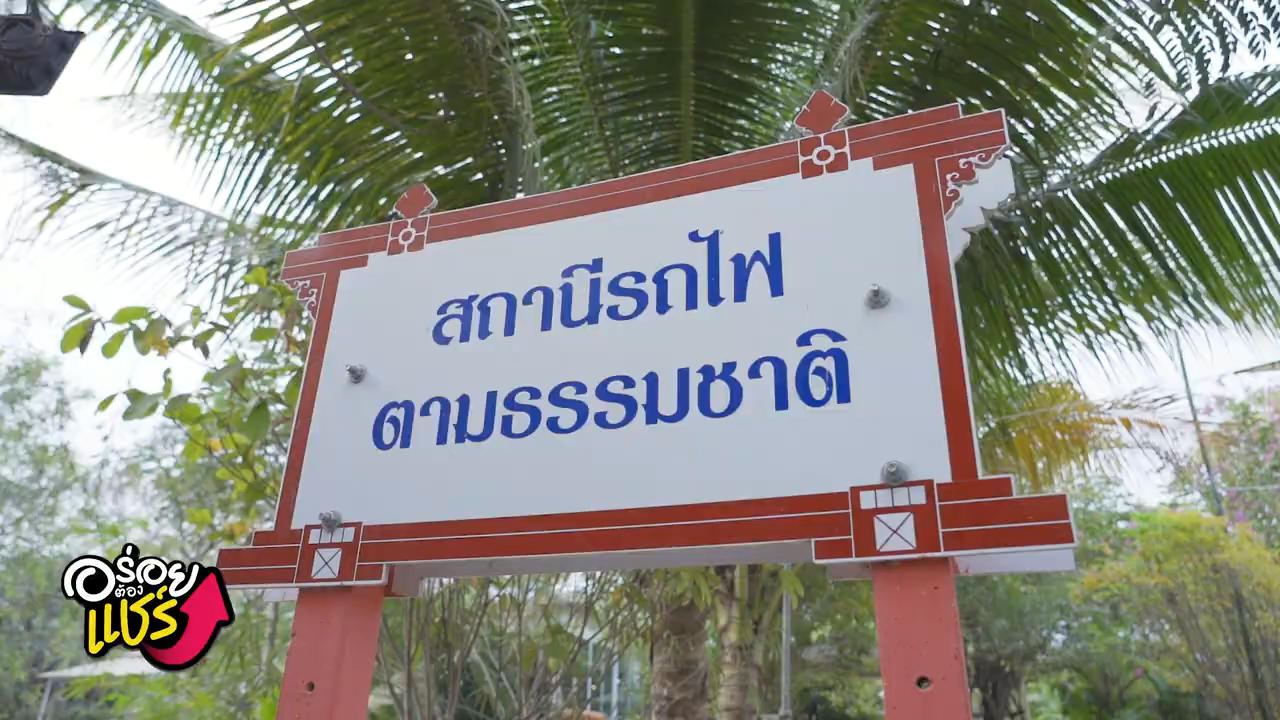 สถานีรถไฟ
ตามธรรมชาติ
อร่อย
ต้อง
แชร์